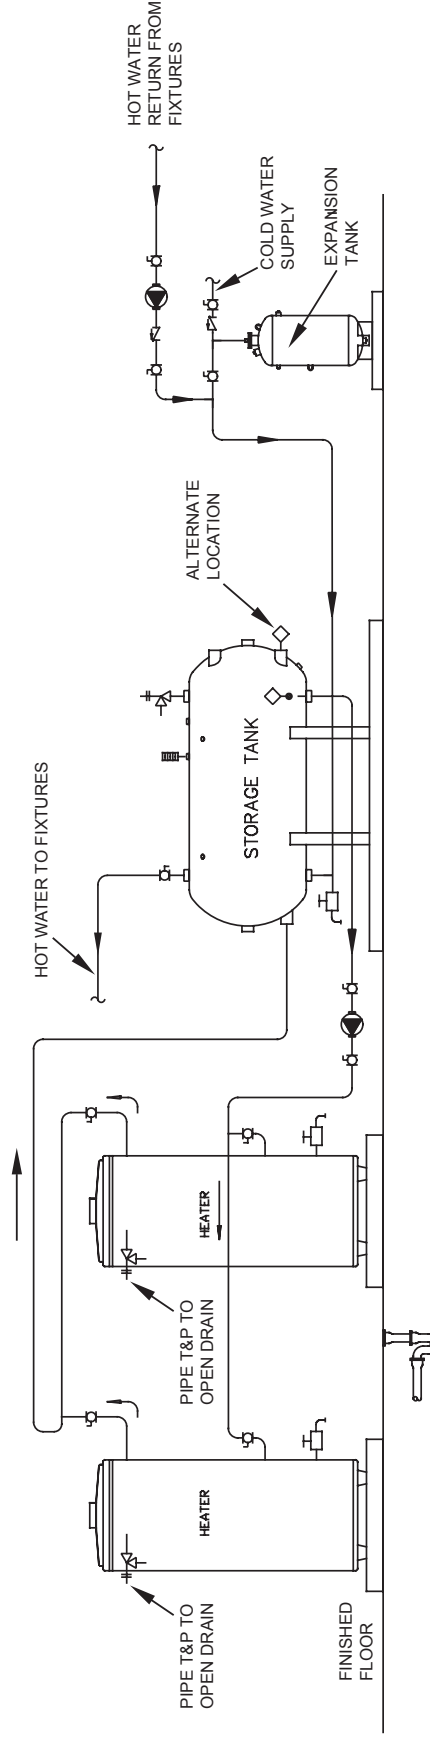 HOT WATER
RETURN FROM
FIXTURES
COLD WATER
SUPPLY
EXPANSION
TANK
ALTERNATE
LOCATION
HOT WATER TO FIXTURES
STORAGE TANK
HEATER
PIPE T&P TO
OPEN DRAIN
HEATER
PIPE T&P TO
OPEN DRAIN
FINISHED
FLOOR